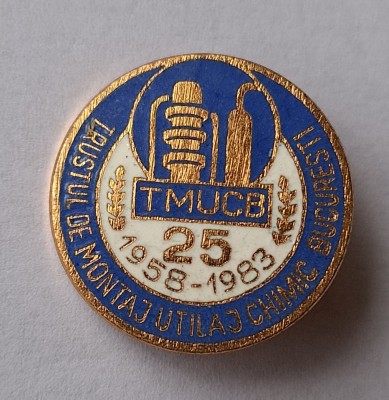 TRUSTUL DE MONTAJ UTILAJ CHIMIC BUCUREȘTI
TMUCB
25
1958-1983